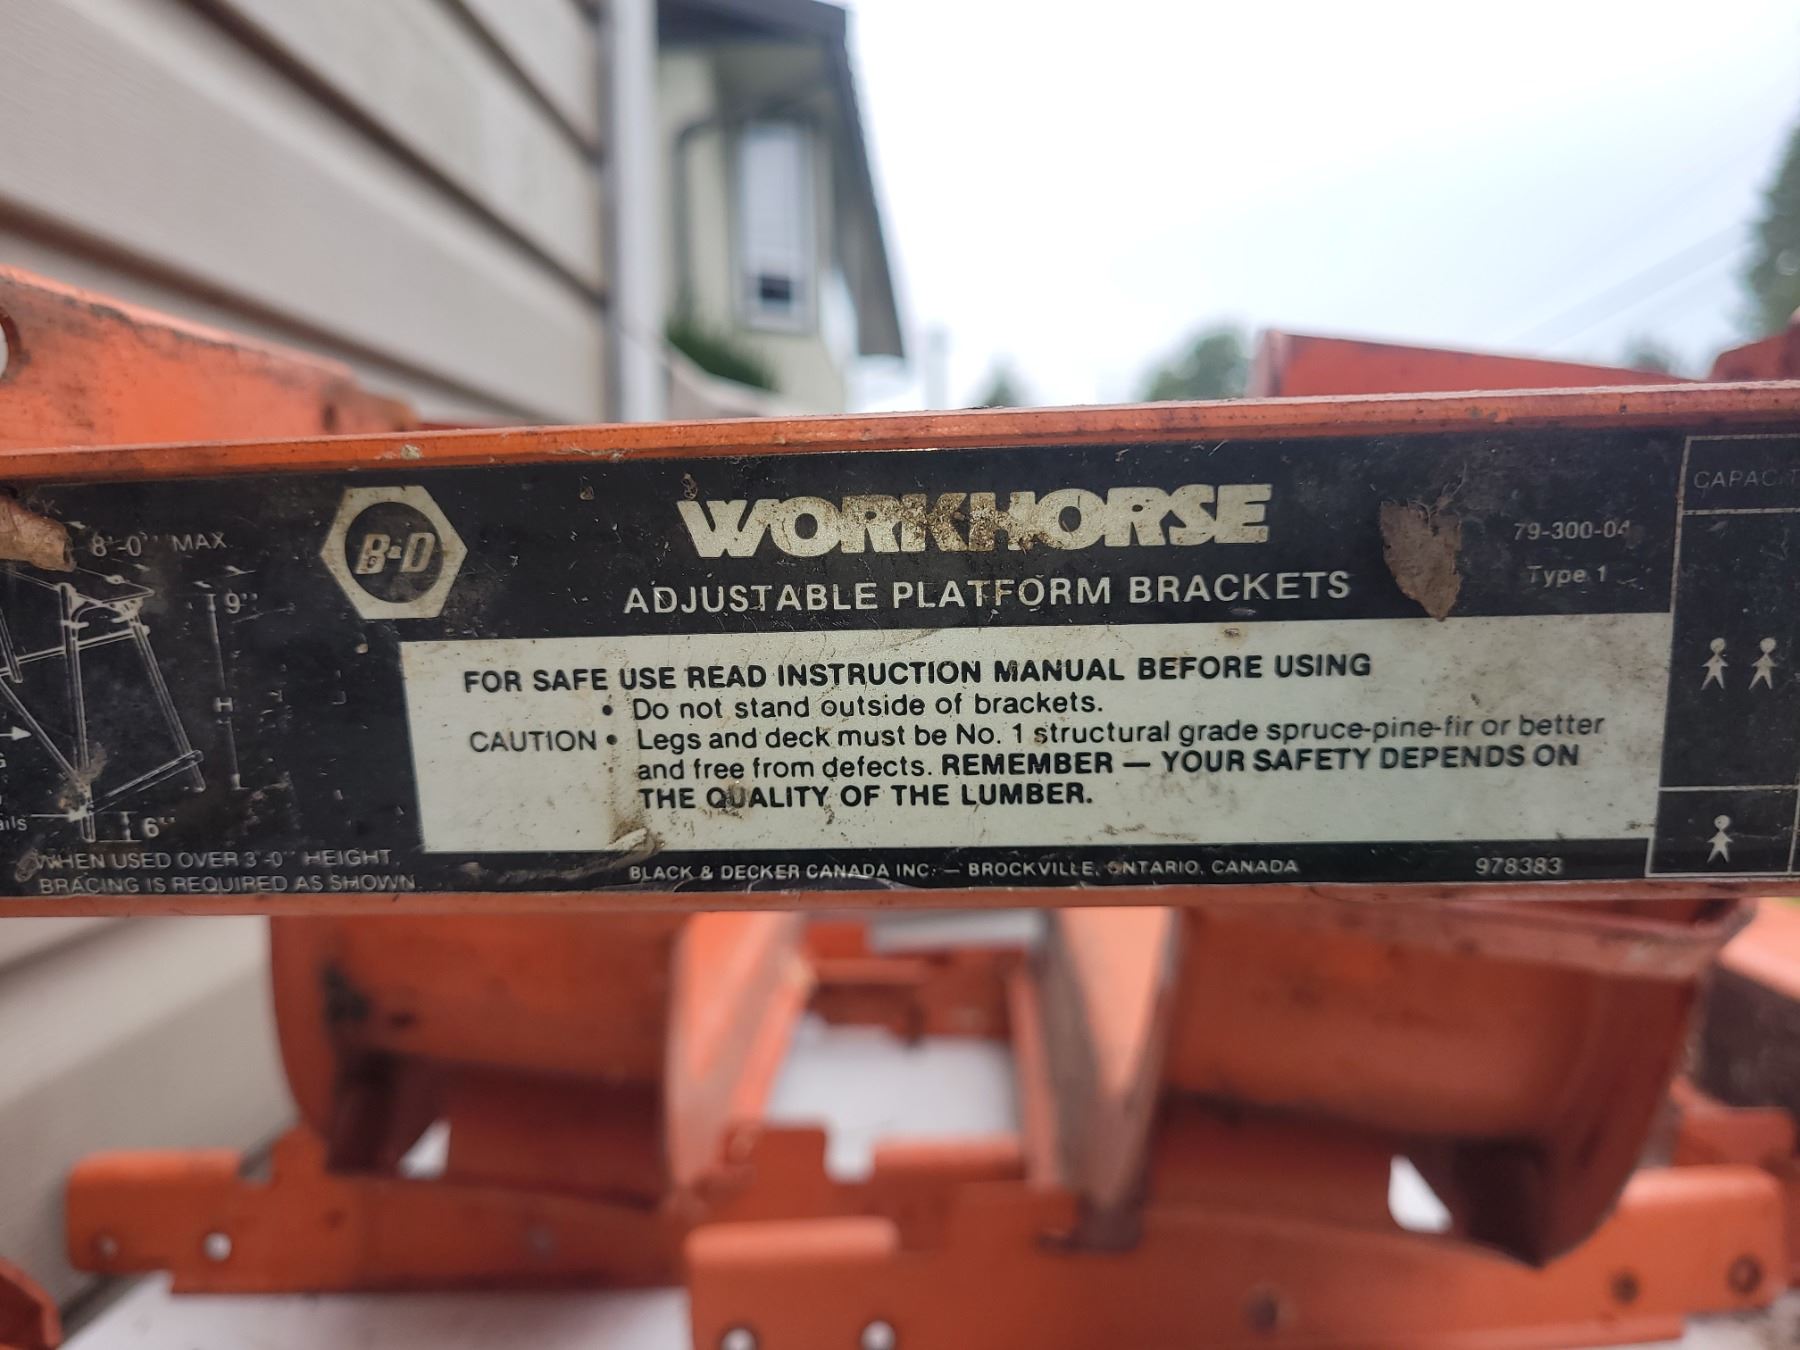 8'-0'' MAX
9''
H
6''
WHEN USED OVER 3'-0'' HEIGHT
BRACING IS REQUIRED AS SHOWN
B&D
WORKHORSE
ADJUSTABLE PLATFORM BRACKETS
79-300-04
Type 1
FOR SAFE USE READ INSTRUCTION MANUAL BEFORE USING
• Do not stand outside of brackets.
CAUTION • Legs and deck must be No. 1 structural grade spruce-pine-fir or better
and free from defects. REMEMBER — YOUR SAFETY DEPENDS ON
THE QUALITY OF THE LUMBER.
BLACK & DECKER CANADA INC. — BROCKVILLE, ONTARIO, CANADA
978383